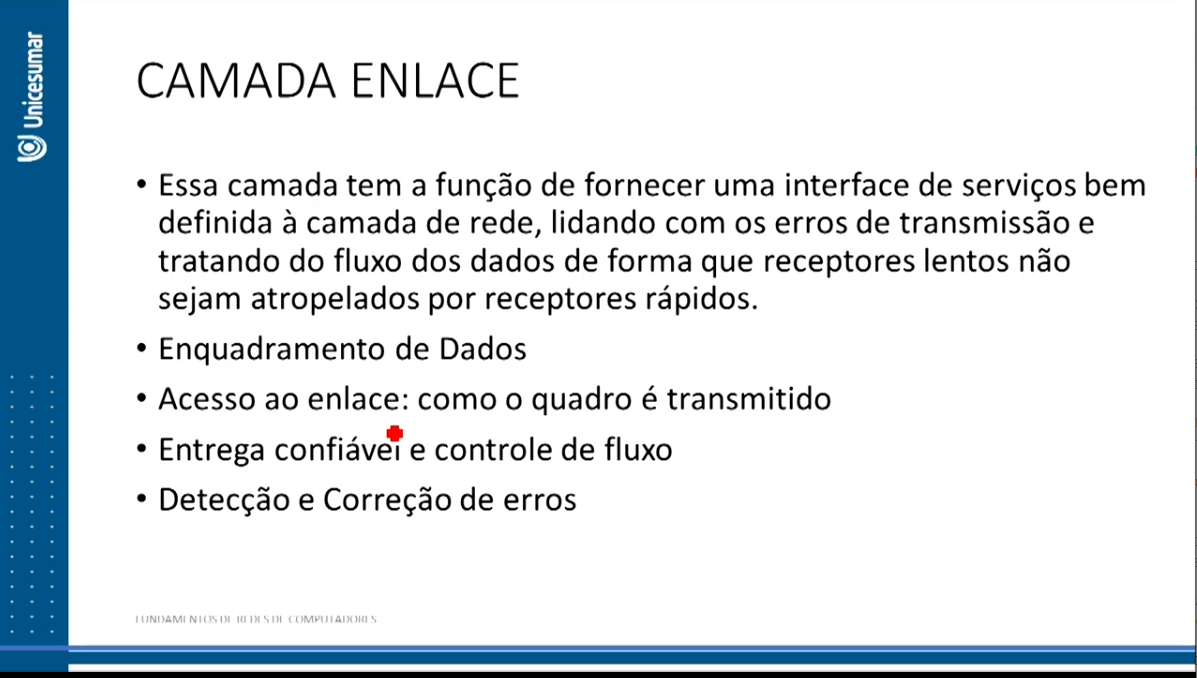 Unicesumar
CAMADA ENLACE
• Essa camada tem a função de fornecer uma interface de serviços bem
definida à camada de rede, lidando com os erros de transmissão e
tratando do fluxo dos dados de forma que receptores lentos não
sejam atropelados por receptores rápidos.
• Enquadramento de Dados
• Acesso ao enlace: como o quadro é transmitido
• Entrega confiável e controle de fluxo
• Detecção e Correção de erros
FUNDAMENTOS DE REDES DE COMPUTADORES